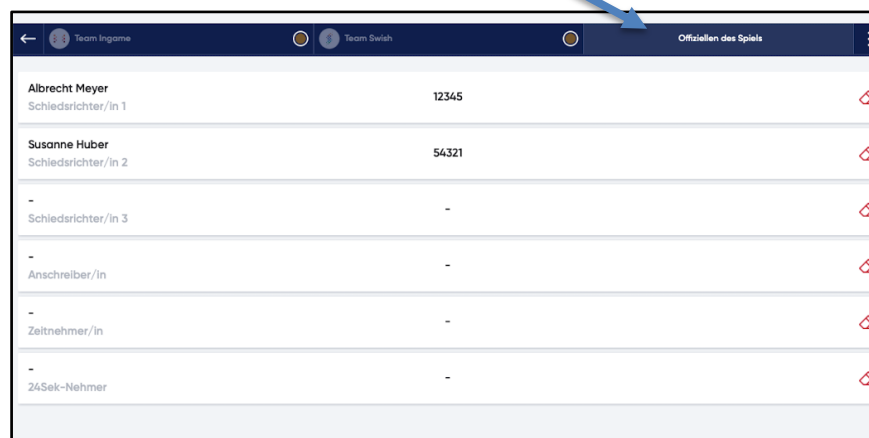 Team Ingame
Team Swish
Offiziellen des Spiels
Albrecht Meyer
12345
Schiedsrichter/in 1
Susanne Huber
54321
Schiedsrichter/in 2
-
-
Schiedsrichter/in 3
-
-
Anschreiber/in
-
-
Zeitnehmer/in
-
-
24Sek-Nehmer